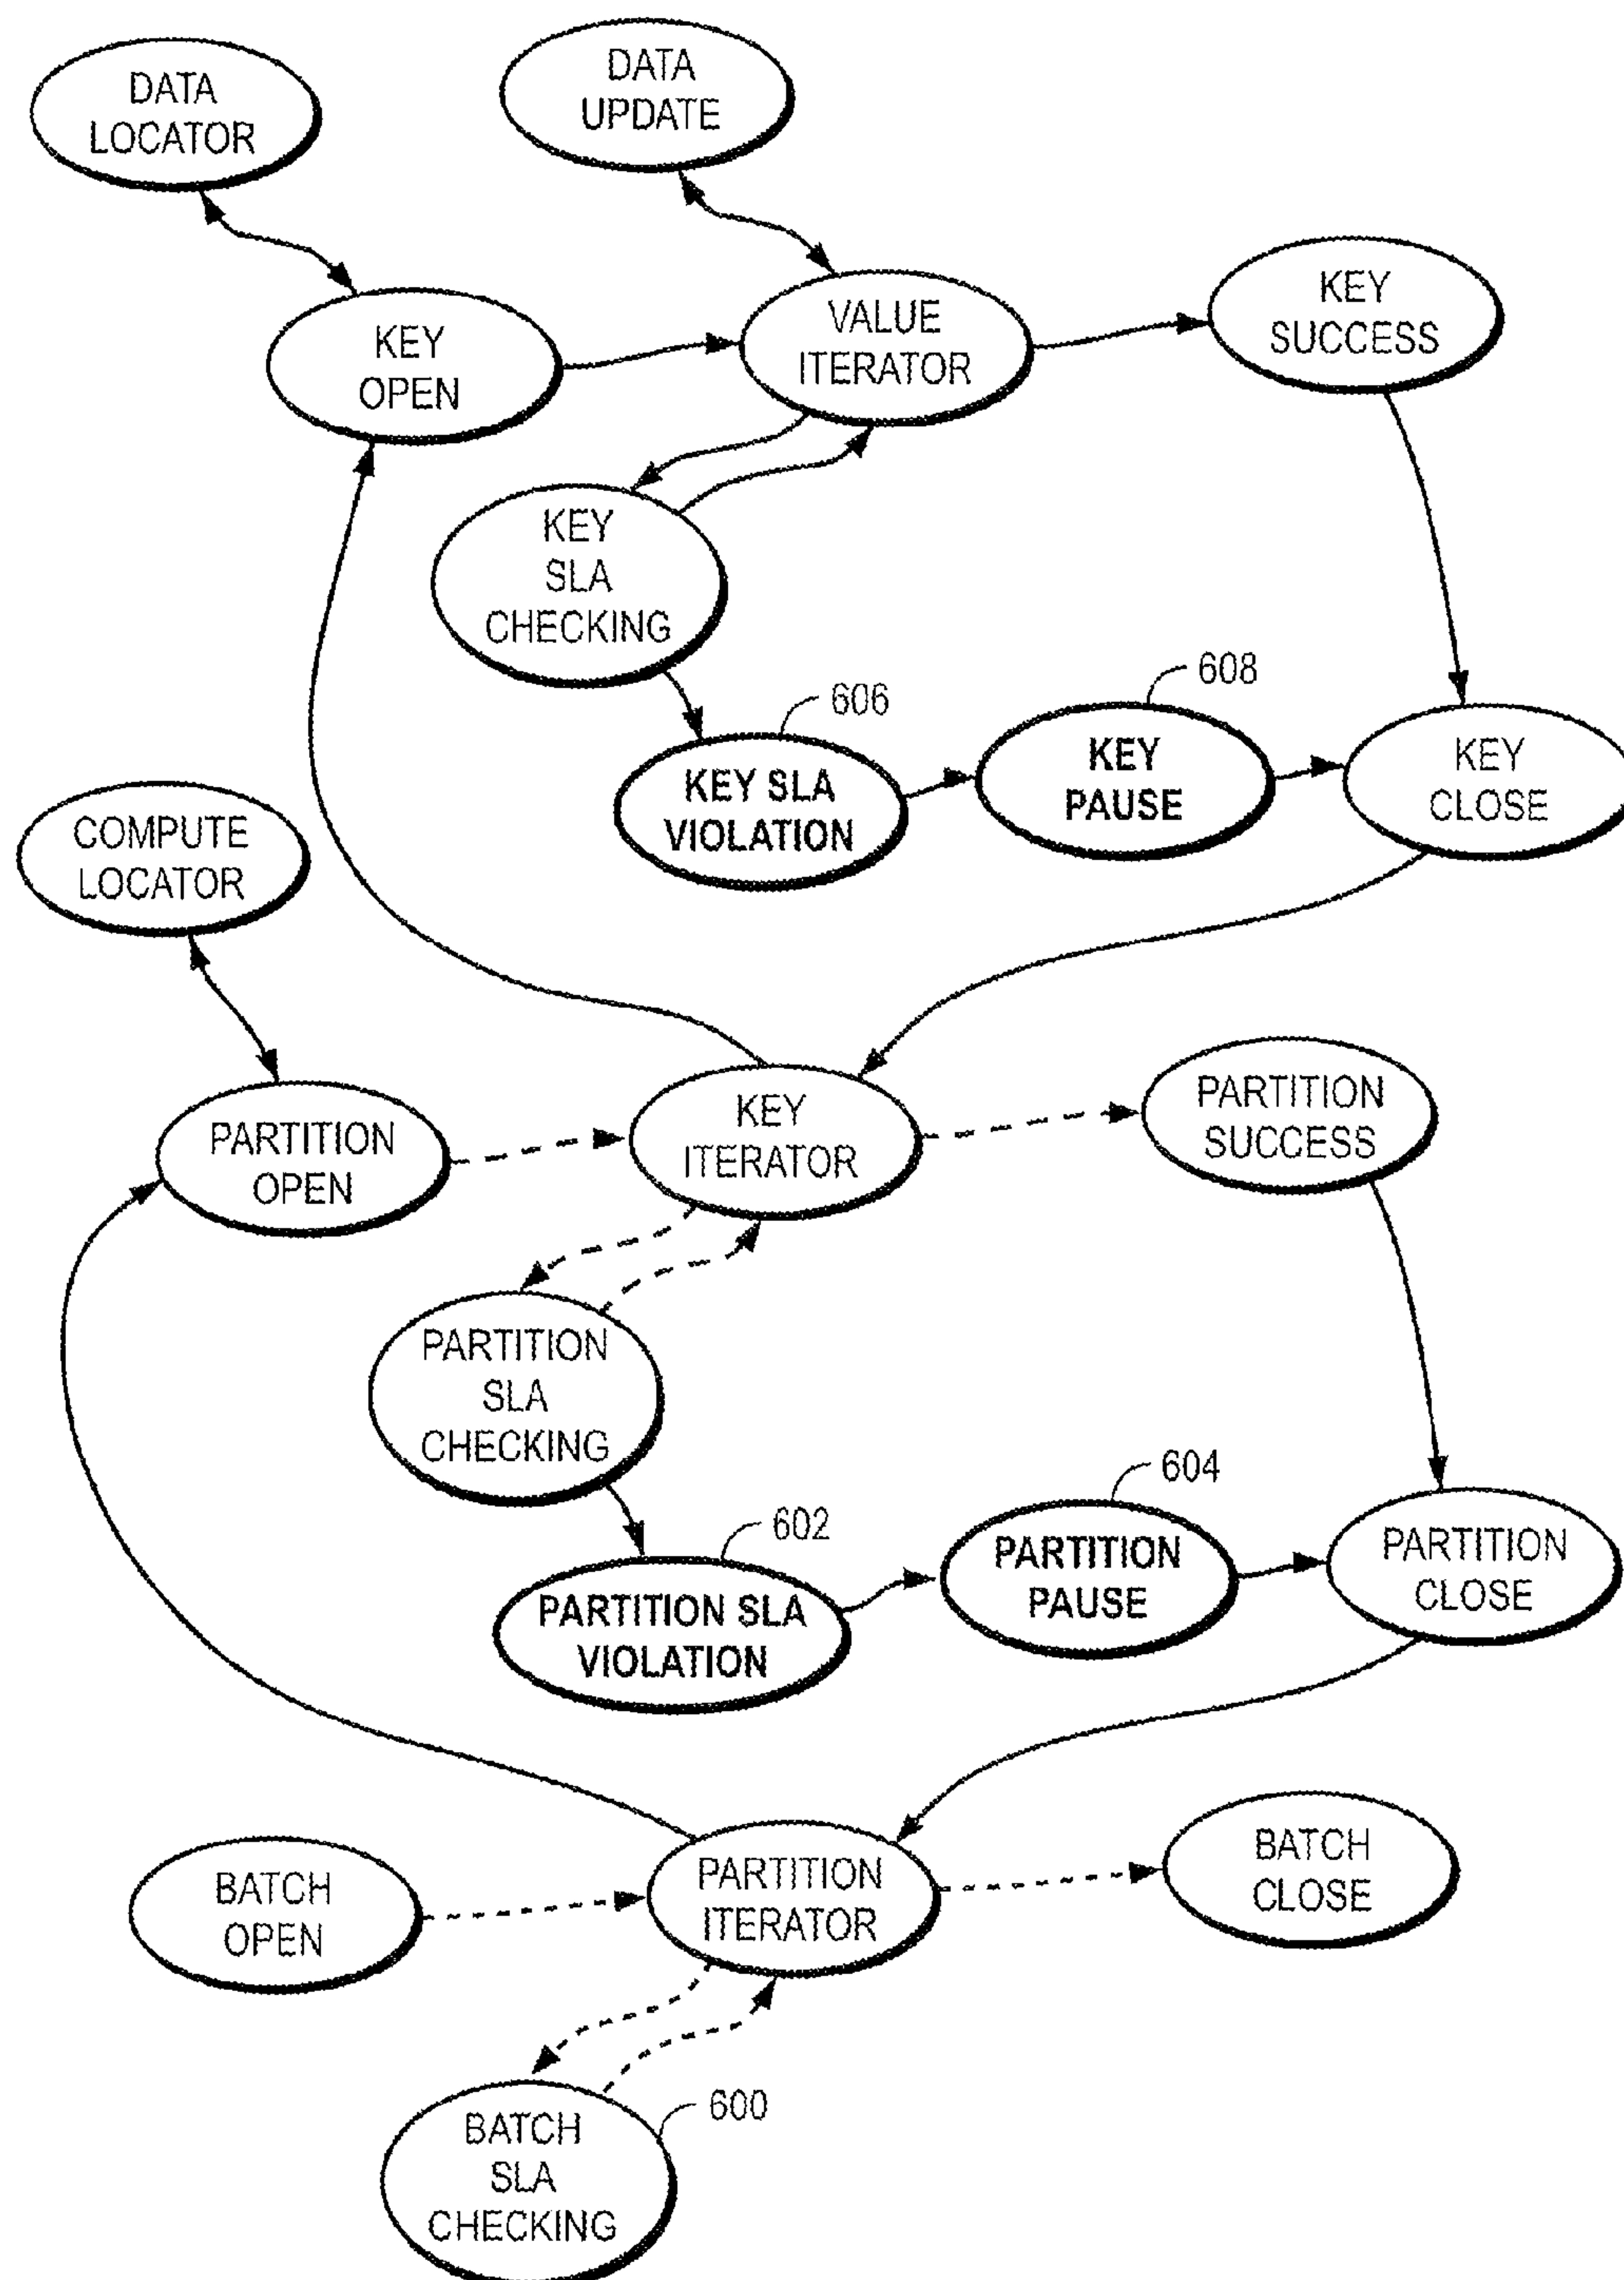 DATA
LOCATOR
DATA
UPDATE
KEY
OPEN
VALUE
ITERATOR
KEY
SUCCESS
KEY
SLA
CHECKING
606
608
KEY SLA
VIOLATION
KEY
PAUSE
KEY
CLOSE
COMPUTE
LOCATOR
PARTITION
OPEN
KEY
ITERATOR
PARTITION
SUCCESS
PARTITION
SLA
CHECKING
602
604
PARTITION SLA
VIOLATION
PARTITION
PAUSE
PARTITION
CLOSE
BATCH
OPEN
PARTITION
ITERATOR
BATCH
CLOSE
600
BATCH
SLA
CHECKING